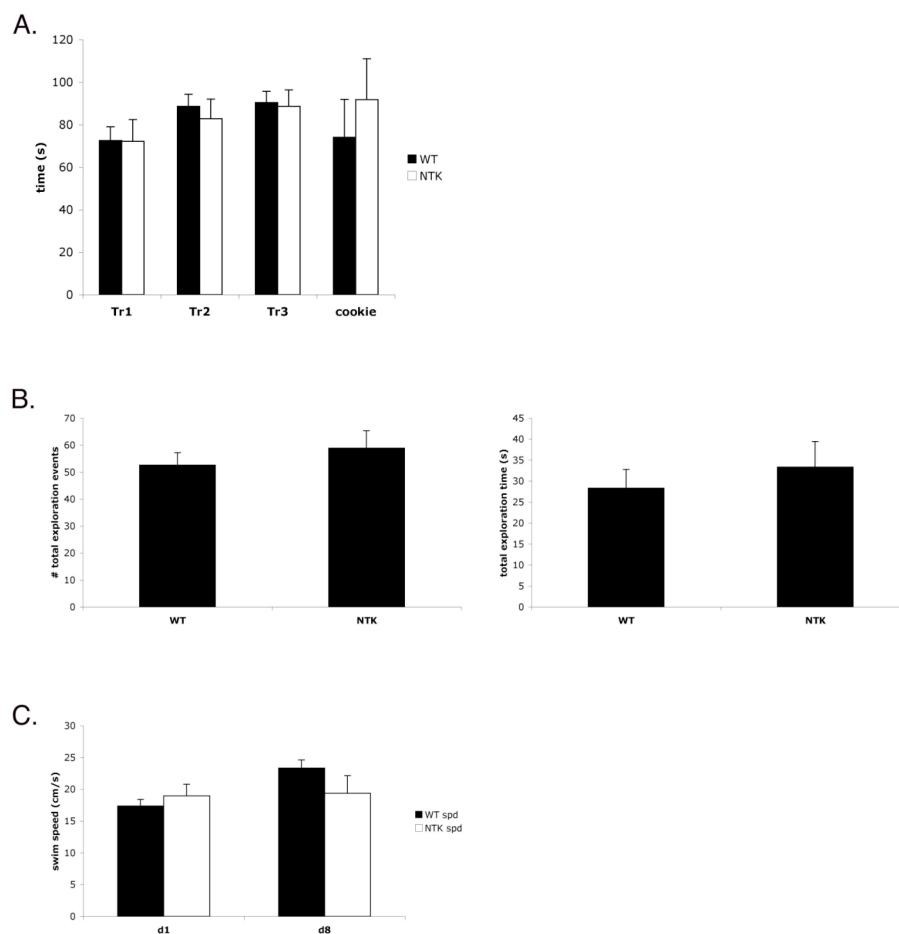 A.
120
100
80
60
40
20
0
time (s)
Tr1 Tr2 Tr3 cookie
WT
NTK
B.
70
60
50
40
30
20
10
0
# total exploration events
WT NTK
45
40
35
30
25
20
15
10
5
0
total exploration time (s)
WT NTK
C.
30
25
20
15
10
5
0
swim speed (cm/s)
d1 d8
WT spd
NTK spd